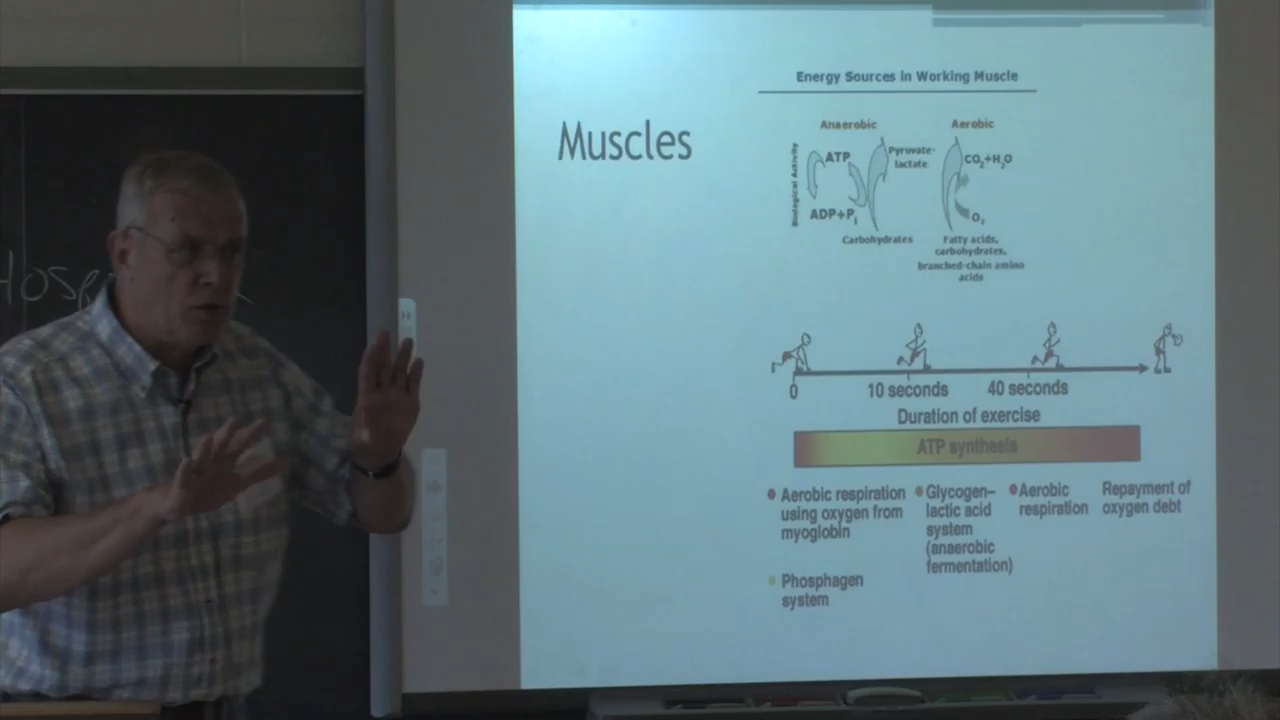 Energy Sources in Working Muscle
Muscles
Anaerobic
Aerobic
Biological Activity
ATP
Pyruvate-
lactate
CO2+H2O
ADP+Pi
O2
Carbohydrates
Fatty acids,
carbohydrates,
branched-chain amino
acids
0
10 seconds
40 seconds
Duration of exercise
ATP synthesis
Aerobic respiration
using oxygen from
myoglobin
Phosphagen
system
Glycogen–
lactic acid
system
(anaerobic
fermentation)
Aerobic
respiration
Repayment of
oxygen debt